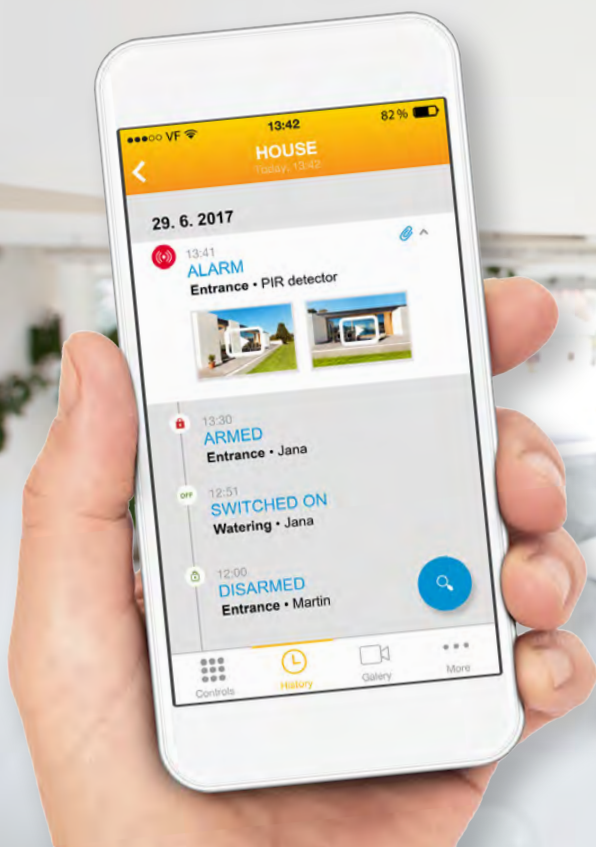 VF
13:42
82 %
HOUSE
Today, 13:42
29. 6. 2017
13:41
ALARM
Entrance • PIR detector
13:30
ARMED
Entrance • Jana
OFF
12:51
SWITCHED ON
Watering • Jana
12:00
DISARMED
Entrance • Martin
Controls
History
Galery
More